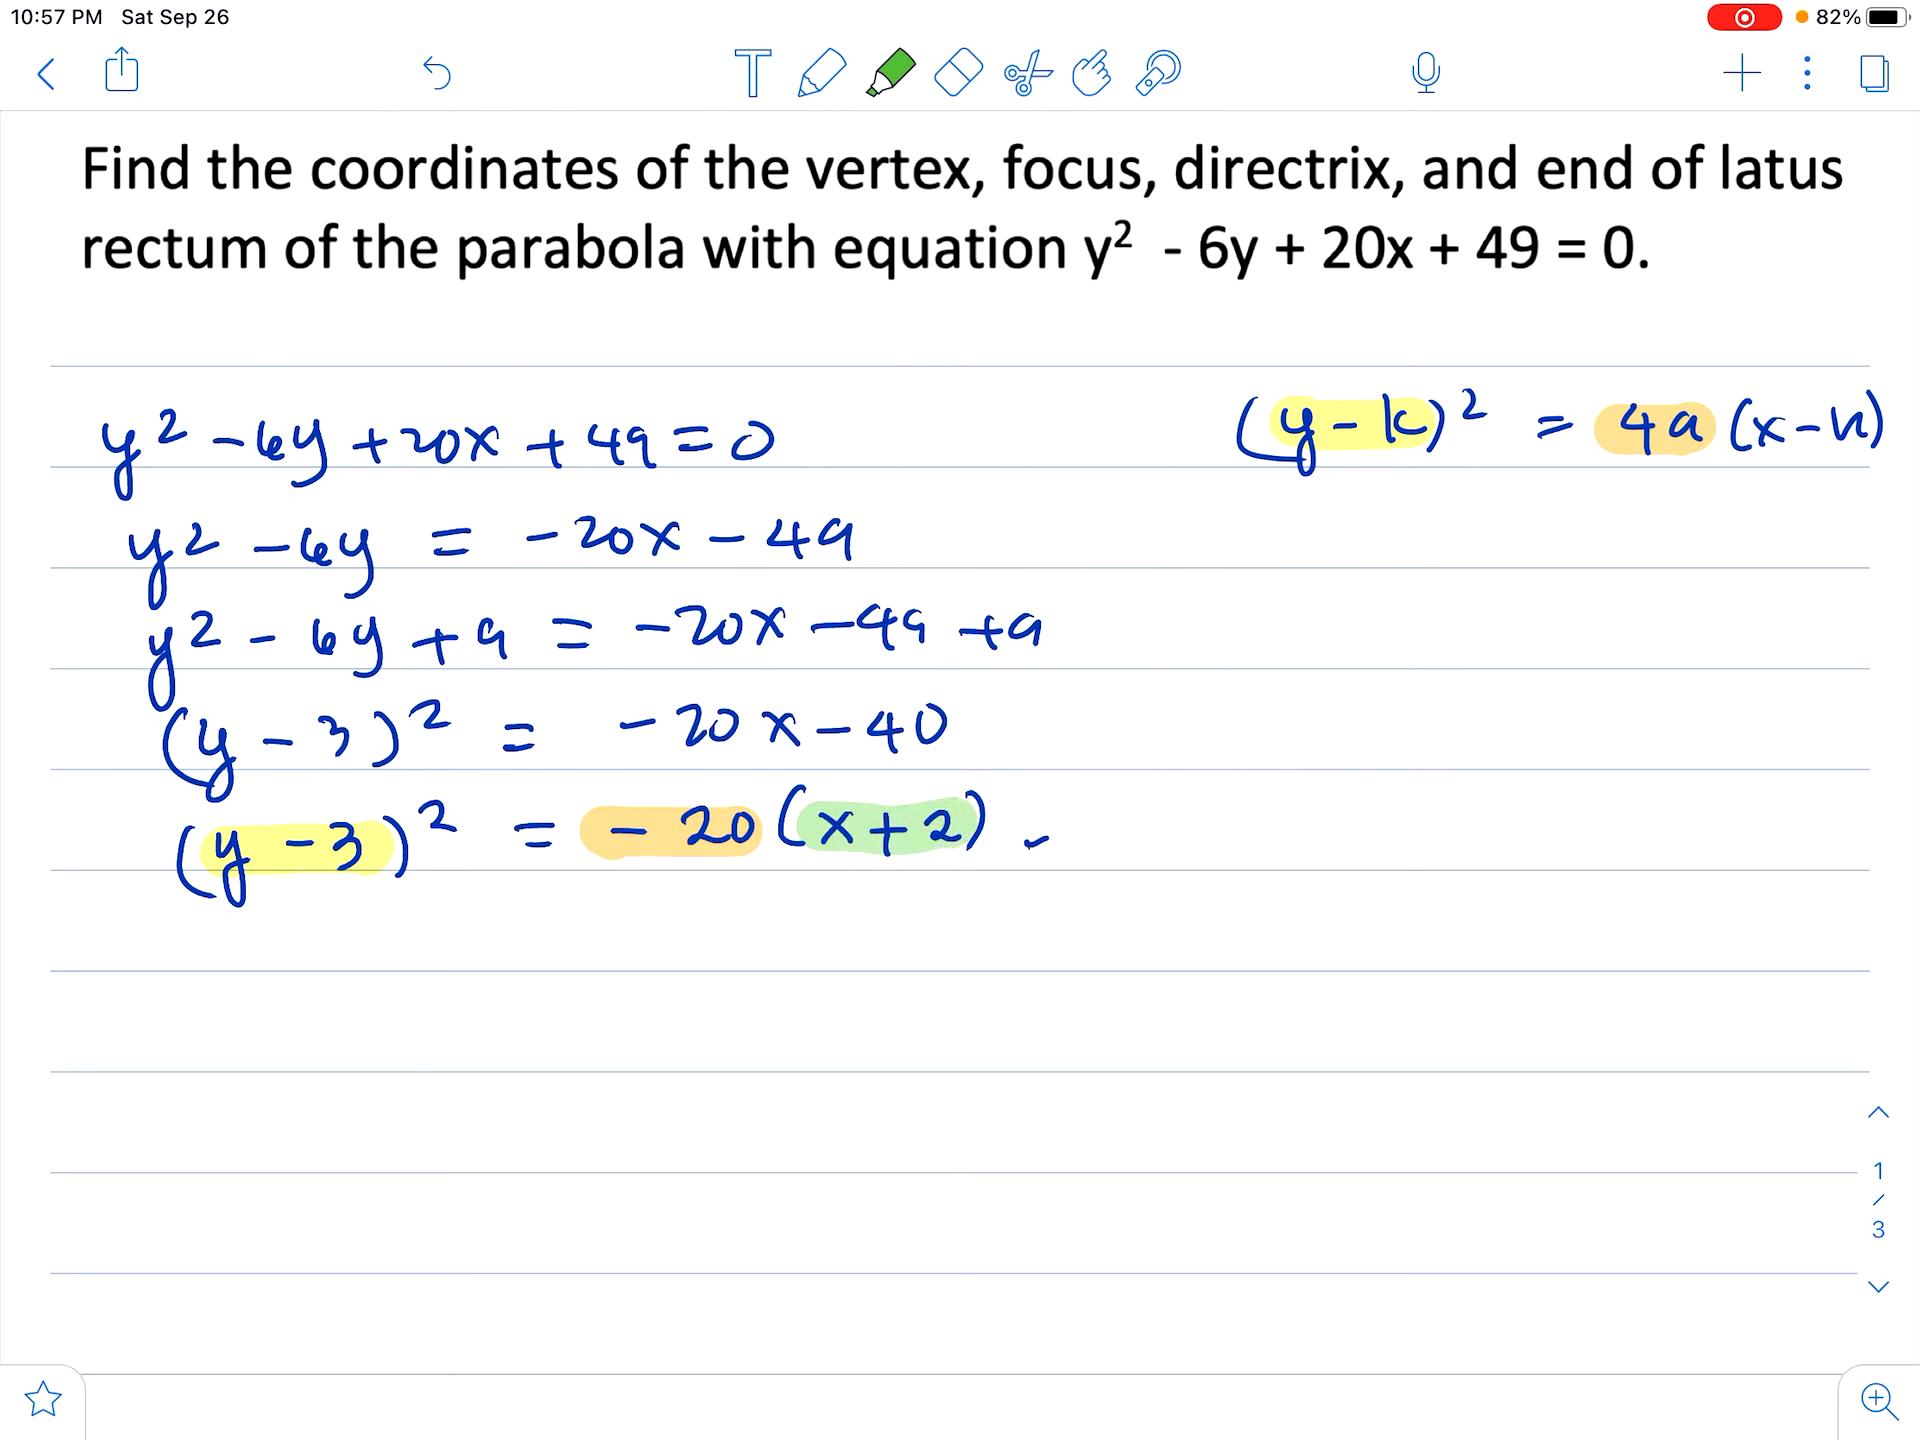 10:57 PM Sat Sep 26 82%
T
Find the coordinates of the vertex, focus, directrix, and end of latus
rectum of the parabola with equation y² - 6y + 20x + 49 = 0.
y² - 6y + 20x + 49 = 0
(y - k)² = 4a (x - h)
y² - 6y = -20x - 49
y² - 6y + 9 = -20x - 49 + 9
(y - 3)² = -20x - 40
(y - 3)² = -20(x + 2).
1
/
3